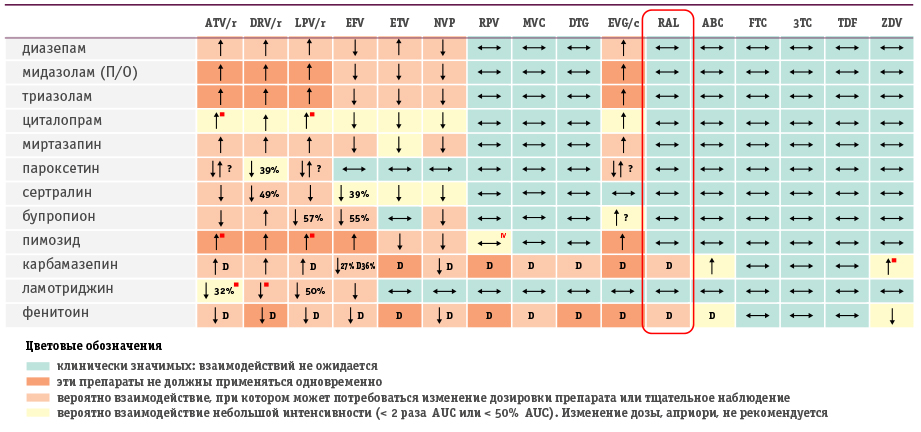 ATV/r DRV/r LPV/r EFV ETV NVP RPV MVC DTG EVG/c RAL ABC FTC 3TC TDF ZDV
диазепам ↑ ↑ ↑ ↓ ↑ ↓ ↔ ↔ ↔ ↑ ↔ ↔ ↔ ↔ ↔ ↔
мидазолам (П/О) ↑ ↑ ↑ ↓ ↓ ↓ ↔ ↔ ↔ ↑ ↔ ↔ ↔ ↔ ↔ ↔
триазолам ↑ ↑ ↑ ↓ ↓ ↓ ↔ ↔ ↔ ↑ ↔ ↔ ↔ ↔ ↔ ↔
циталопрам ↑ ↑ ↑ ↓ ↓ ↓ ↔ ↔ ↔ ↑ ↔ ↔ ↔ ↔ ↔ ↔
миртазапин ↑ ↑ ↑ ↓ ↓ ↓ ↔ ↔ ↔ ↑ ↔ ↔ ↔ ↔ ↔ ↔
пароксетин ↓↑ ? ↓ 39% ↓↑ ? ↔ ↔ ↔ ↔ ↔ ↔ ↓↑ ? ↔ ↔ ↔ ↔ ↔ ↔
сертралин ↓ ↓ 49% ↓ ↓ 39% ↓ ↓ ↔ ↔ ↔ ↔ ↔ ↔ ↔ ↔ ↔ ↔
бупропион ↓ ↑ ↓ 57% ↓ 55% ↔ ↓ ↔ ↔ ↔ ↑ ? ↔ ↔ ↔ ↔ ↔ ↔
пимозид ↑ ↑ ↑ ↑ ↓ ↓ ↔ IV ↔ ↔ ↑ ↔ ↔ ↔ ↔ ↔ ↔
карбамазепин ↑ D ↑ ↑ D ↓27% D36% D ↓ D D D D D D ↑ ↔ ↔ ↔ ↑
ламотриджин ↓ 32% ↓ ↓ 50% ↓ ↔ ↔ ↔ ↔ ↔ ↔ ↔ ↔ ↔ ↔ ↔ ↔
фенитоин ↓ D ↓ D ↓ D ↓ D D ↓ D D D D D D D ↔ ↔ ↔ ↓
Цветовые обозначения
клинически значимых: взаимодействий не ожидается
эти препараты не должны применяться одновременно
вероятно взаимодействие, при котором может потребоваться изменение дозировки препарата или тщательное наблюдение
вероятно взаимодействие небольшой интенсивности (< 2 раза AUC или < 50% AUC). Изменение дозы, априори, не рекомендуется